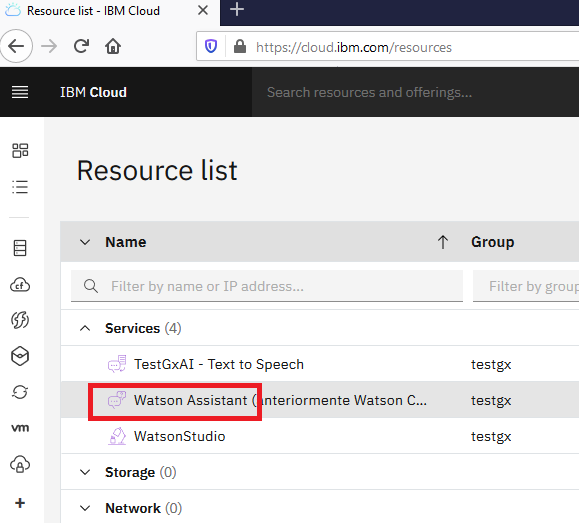 Resource list - IBM Cloud
https://cloud.ibm.com/resources
IBM Cloud
Search resources and offerings...
Resource list
Name Group
Filter by name or IP address...
Filter by group
Services (4)
TestGxAI - Text to Speech testgx
Watson Assistant (anteriormente Watson C... testgx
WatsonStudio testgx
Storage (0)
Network (0)
cf
vm